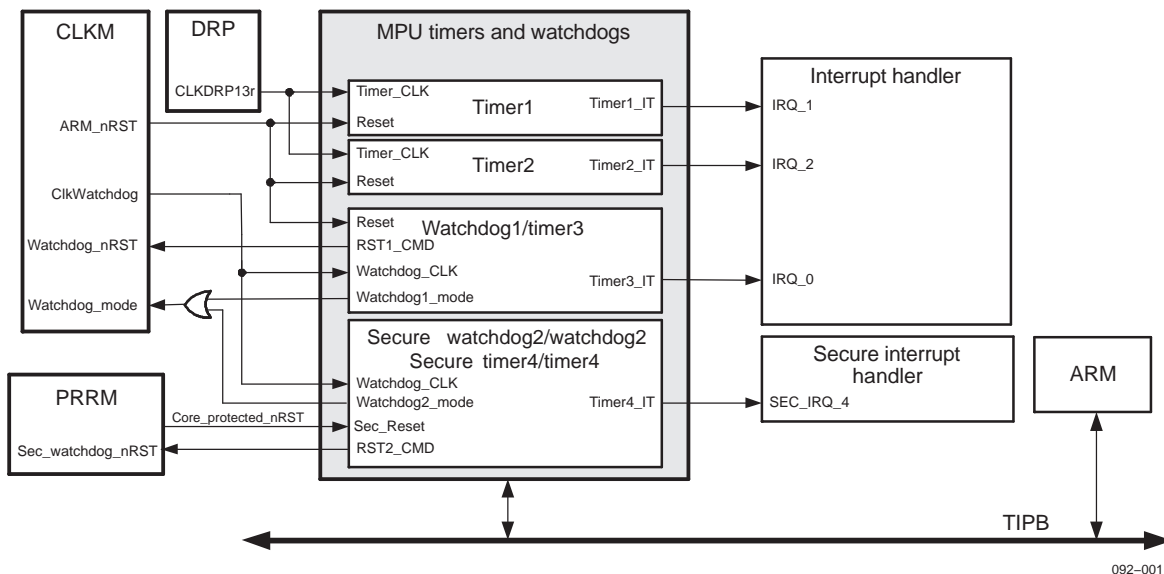 CLKM
DRP
MPU timers and watchdogs
Interrupt handler
CLKDRP13r
Timer_CLK
Timer1
Timer1_IT
IRQ_1
ARM_nRST
Reset
Timer_CLK
Timer2
Timer2_IT
IRQ_2
Reset
ClkWatchdog
Reset
Watchdog1/timer3
Watchdog_nRST
RST1_CMD
Watchdog_CLK
Timer3_IT
IRQ_0
Watchdog_mode
Watchdog1_mode
Secure watchdog2/watchdog2
Secure timer4/timer4
Secure interrupt
handler
ARM
PRRM
Watchdog_CLK
Watchdog2_mode
Timer4_IT
SEC_IRQ_4
Core_protected_nRST
Sec_Reset
Sec_watchdog_nRST
RST2_CMD
TIPB
092–001